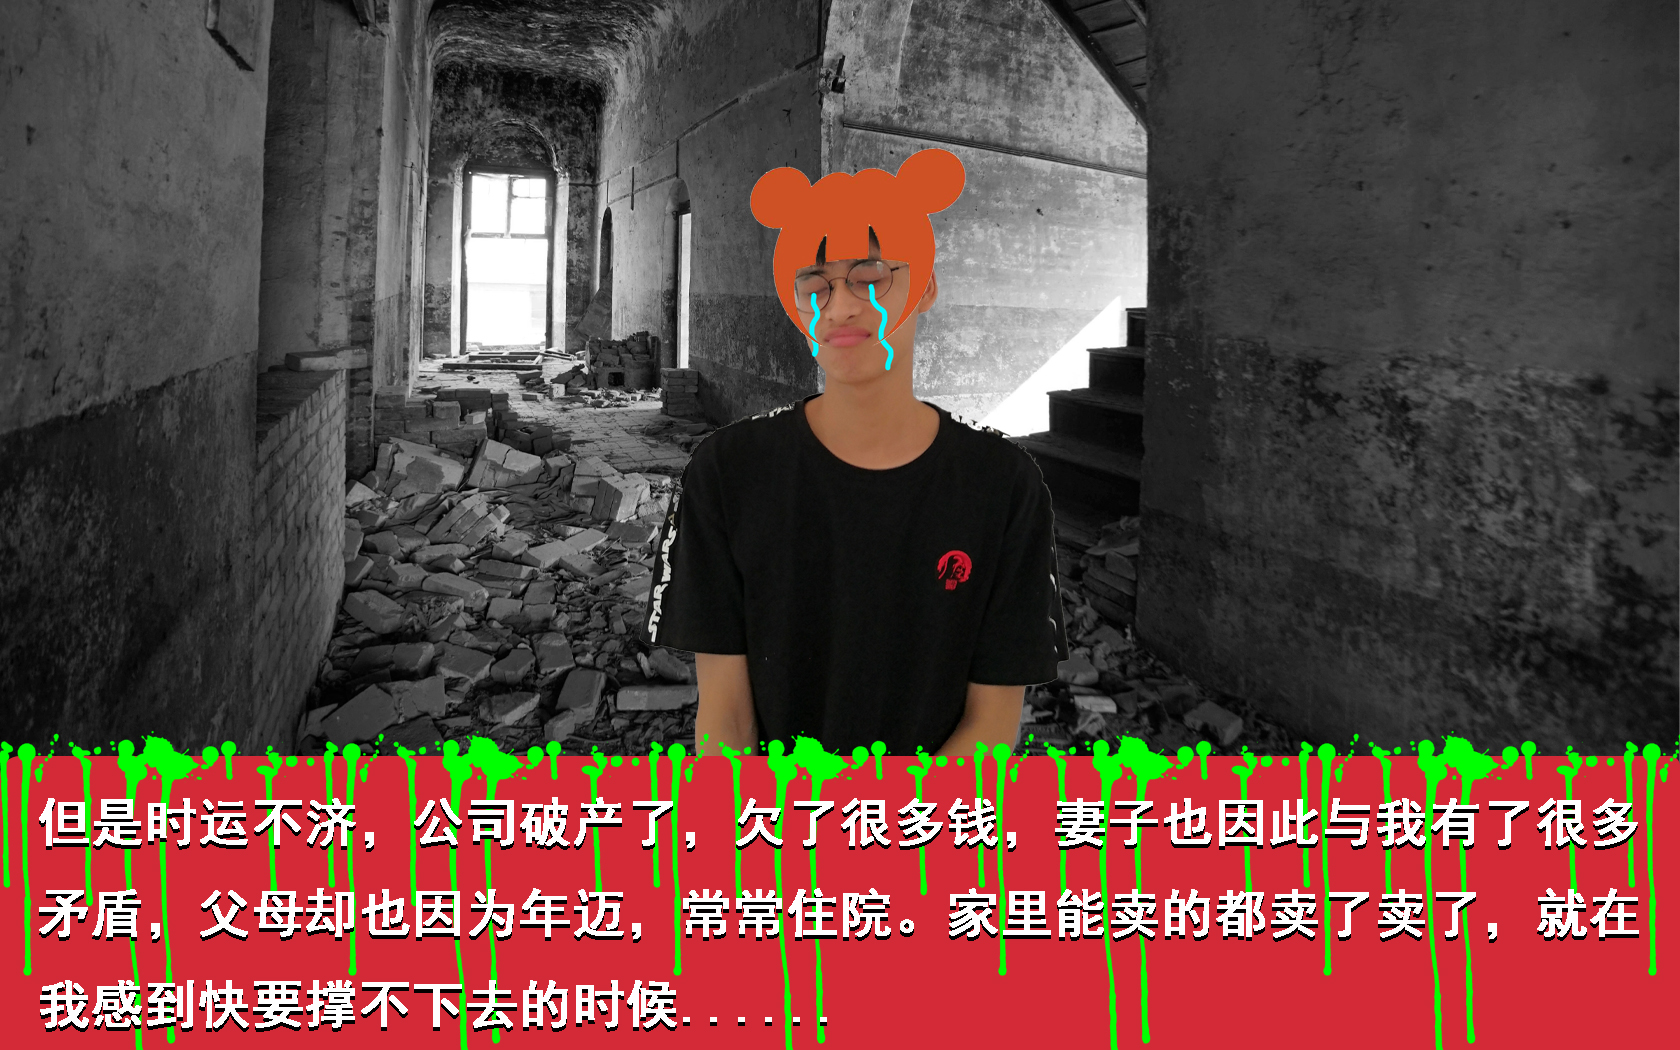 STAR WARS
但是时运不济，公司破产了，欠了很多钱，妻子也因此与我有了很多
矛盾，父母却也因为年迈，常常住院。家里能卖的都卖了卖了，就在
我感到快要撑不下去的时候......